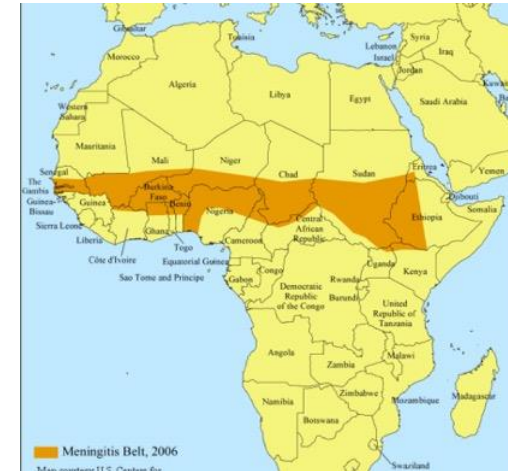 Gibraltar
Tunisia
Syria
Lebanon
Iraq
Israel
Morocco
Jordan
Algeria
Libya
Egypt
Western
Sahara
Saudi Arabia
Mauritania
Mali
Niger
Chad
Sudan
Eritrea
Yemen
Senegal
The
Gambia
Guinea-
Bissau
Burkina
Faso
Benin
Djibouti
Guinea
Nigeria
Ethiopia
Somalia
Sierra Leone
Ghana
Central
African
Republic
Liberia
Togo
Cameroon
Côte d'Ivoire
Equatorial Guinea
Uganda
Kenya
Sao Tome and Principe
Gabon
Congo
Rwanda
Democratic
Republic
of the Congo
Burundi
United
Republic of
Tanzania
Angola
Malawi
Zambia
Zimbabwe
Mozambique
Madagascar
Namibia
Botswana
Swaziland
Meningitis Belt, 2006